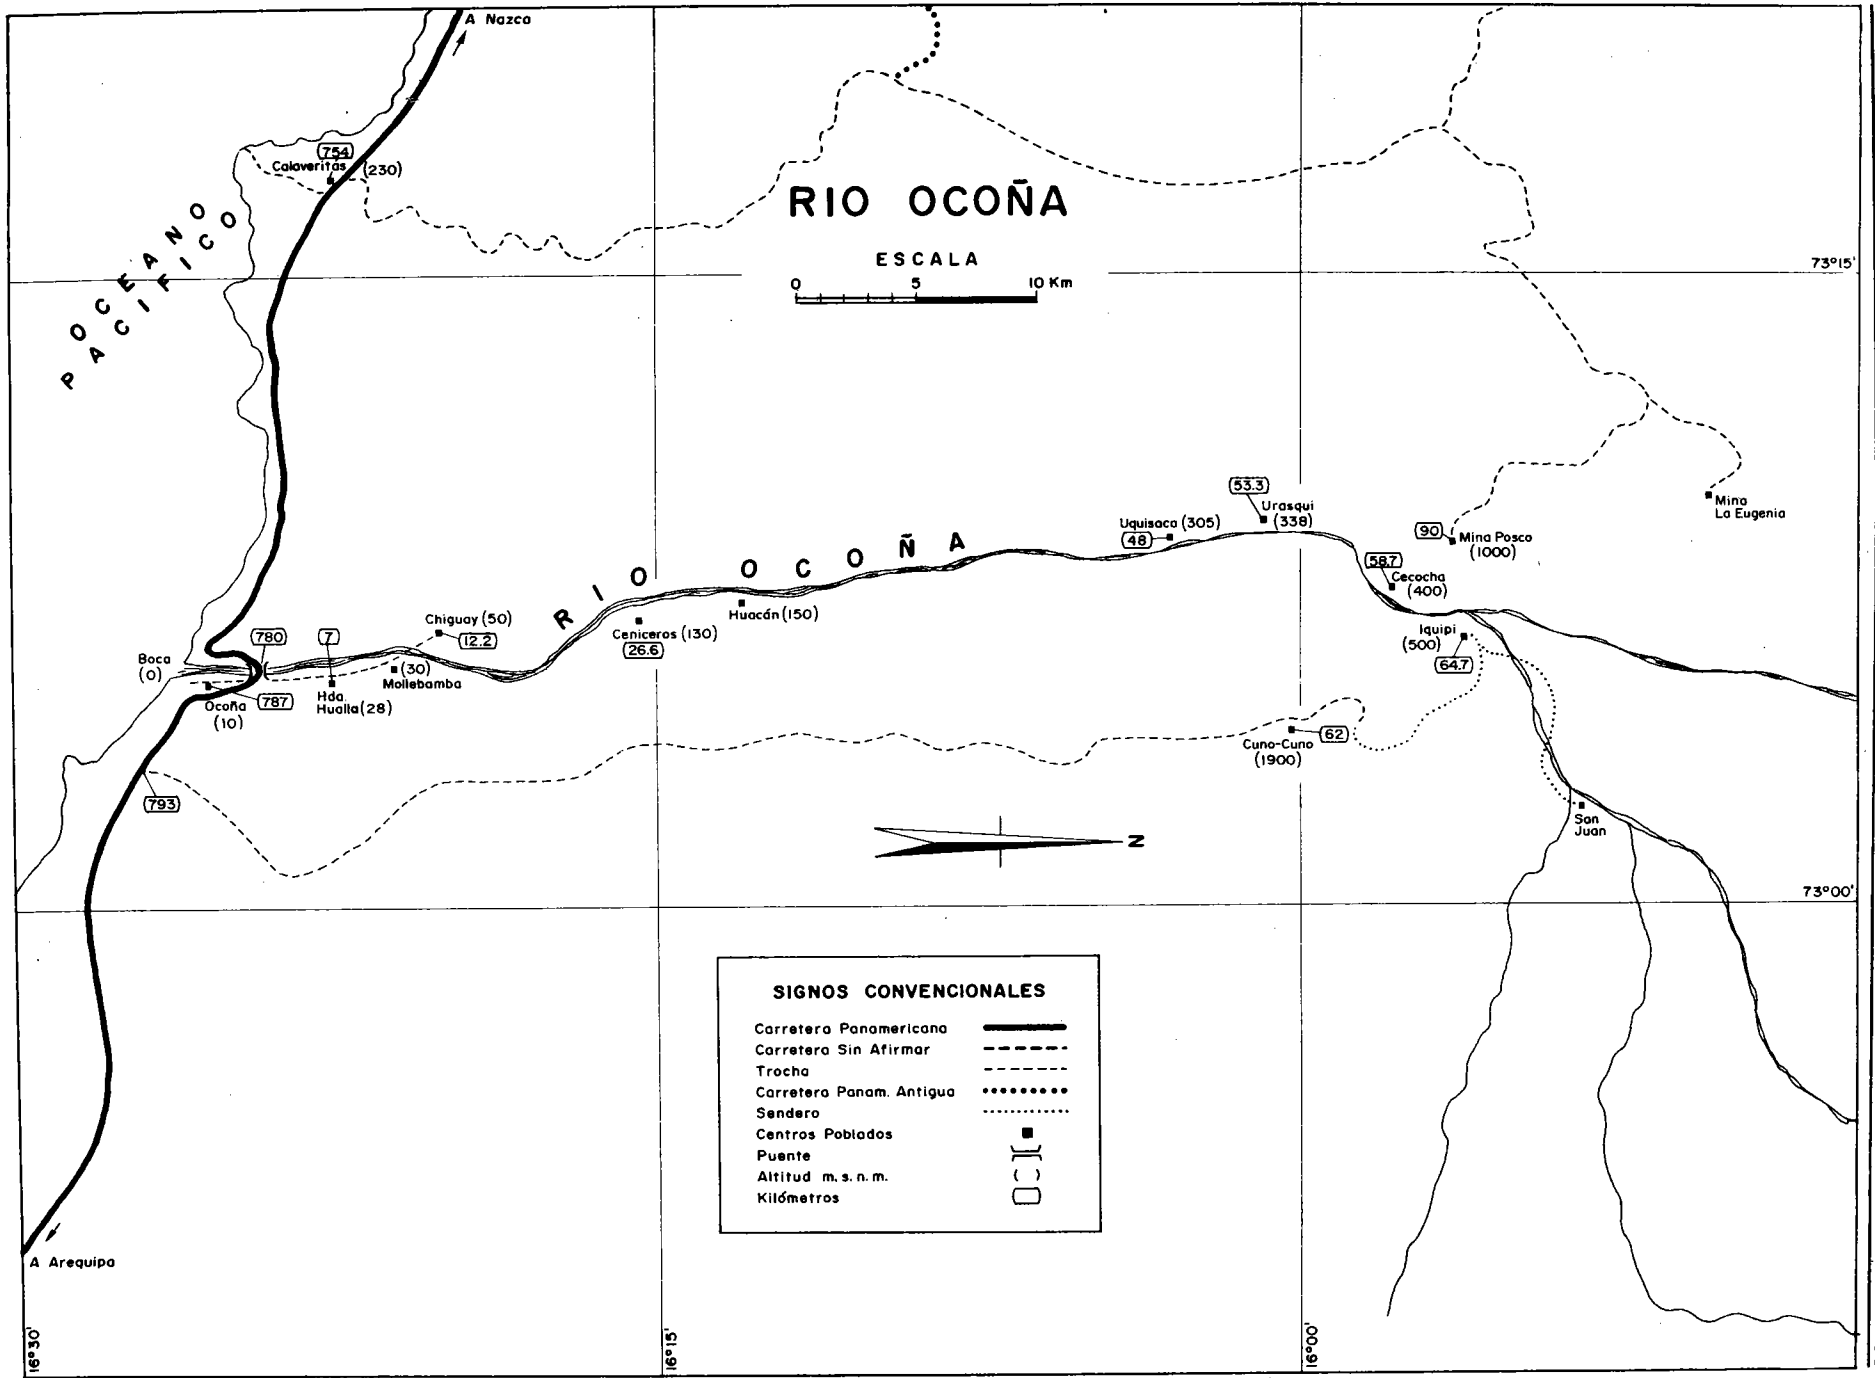 A Nazca
754
Calaveritas (230)
OCEANO
PACIFICO
RIO OCOÑA
ESCALA
0 5 10 Km
73°15'
53.3
Urasqui
(338)
Uquisaca (305)
48
90
Mina Posco
(1000)
Mina
La Eugenia
58.7
Cecocha
(400)
RIO OCOÑA
Huacán (150)
Chiguay (50)
12.2
Ceniceros (130)
26.6
Iquipi
(500)
64.7
780
7
Boca
(0)
(30)
Mollebamba
Hda.
Hualla (28)
787
Ocoña
(10)
62
Cuno-Cuno
(1900)
793
San
Juan
N
73°00'
SIGNOS CONVENCIONALES
Carretera Panamericana
Carretera Sin Afirmar
Trocha
Carretera Panam. Antigua
Sendero
Centros Poblados
Puente
Altitud m.s.n.m. ( )
Kilómetros
A Arequipa
16°30'
16°15'
16°00'